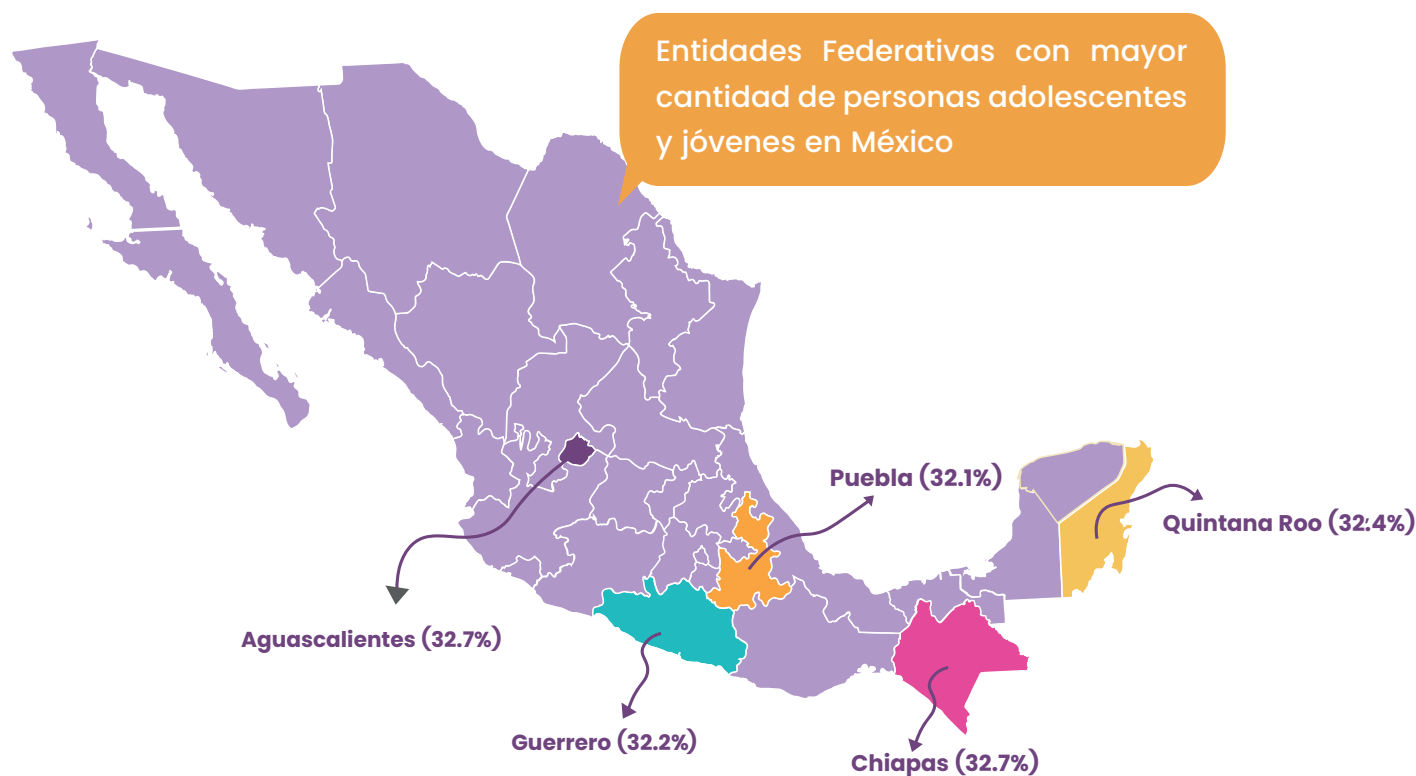 Entidades Federativas con mayor
cantidad de personas adolescentes
y jóvenes en México
Puebla (32.1%)
Quintana Roo (32.4%)
Aguascalientes (32.7%)
Guerrero (32.2%)
Chiapas (32.7%)